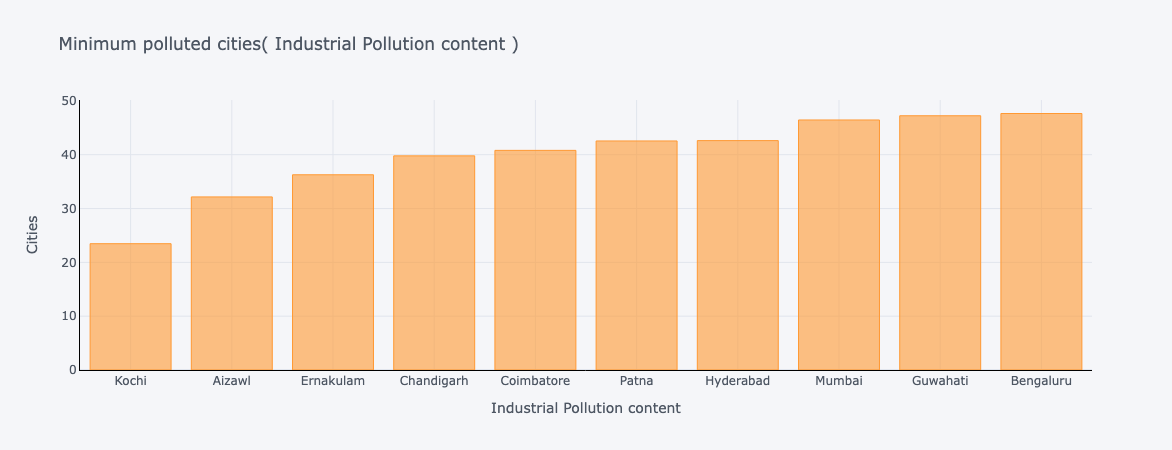 Minimum polluted cities( Industrial Pollution content )
50
40
30
20
10
0
Cities
Kochi Aizawl Ernakulam Chandigarh Coimbatore Patna Hyderabad Mumbai Guwahati Bengaluru
Industrial Pollution content